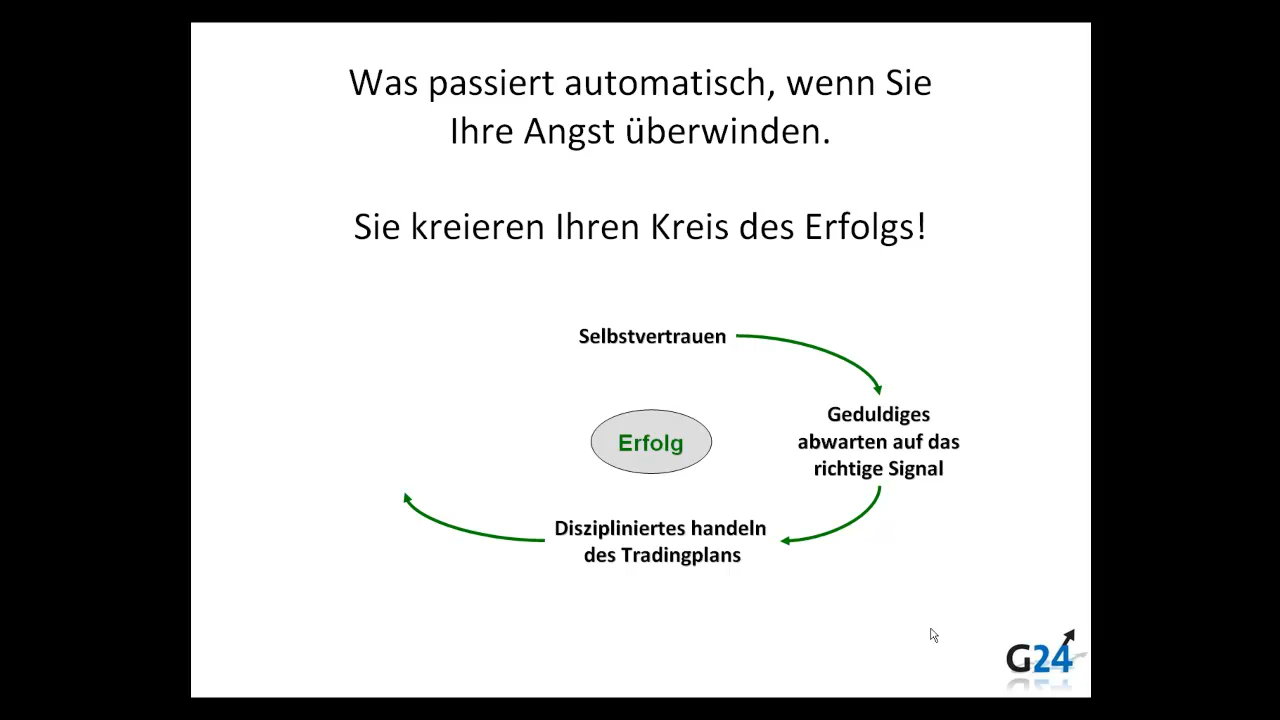 Was passiert automatisch, wenn Sie
Ihre Angst überwinden.
Sie kreieren Ihren Kreis des Erfolgs!
Selbstvertrauen
Geduldiges
abwarten auf das
richtige Signal
Erfolg
Diszipliniertes handeln
des Tradingplans
G24